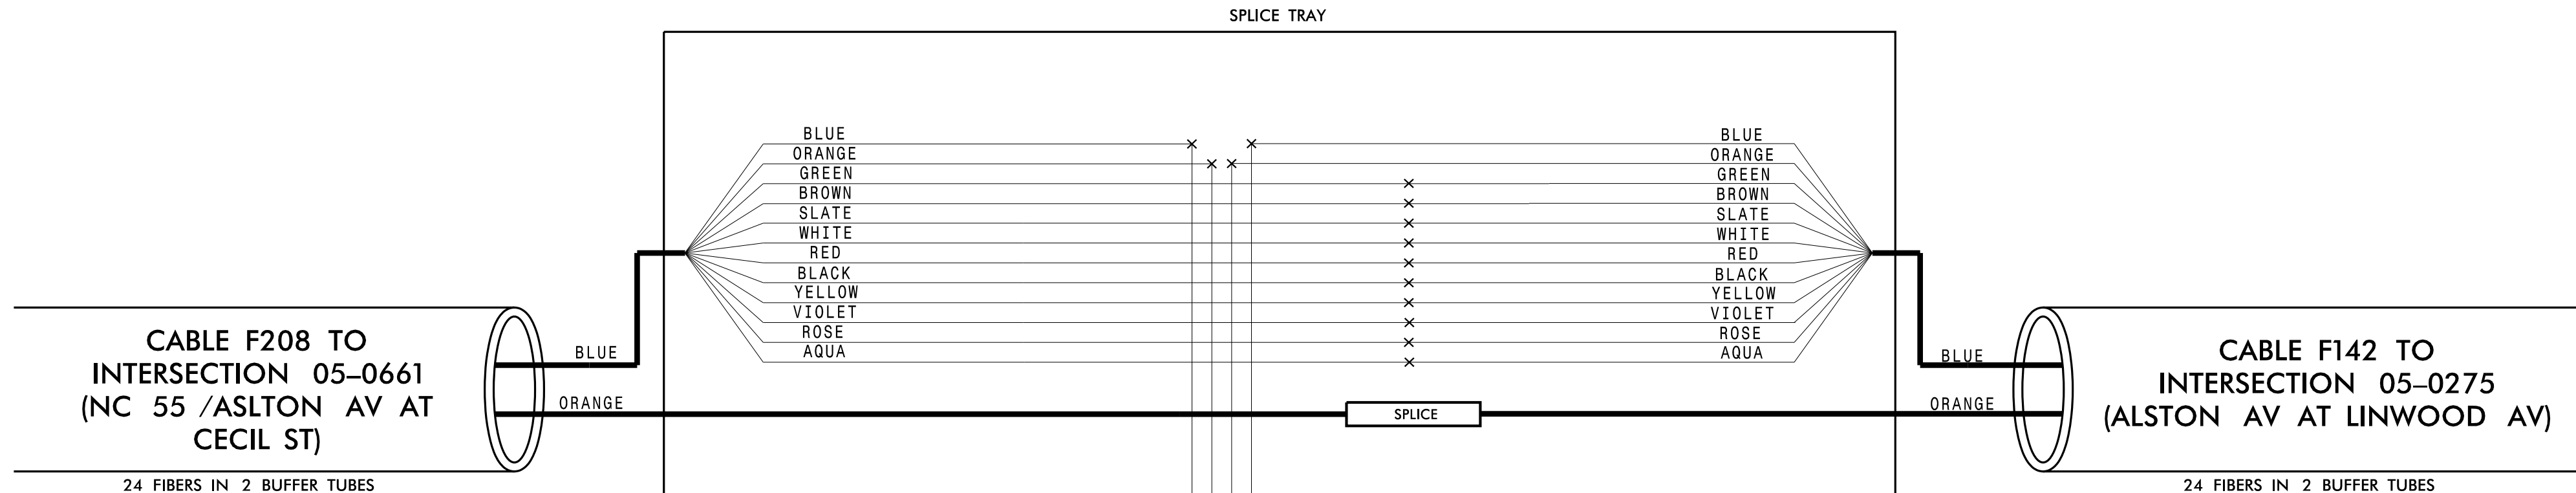 SPLICE TRAY
BLUE
ORANGE
GREEN
BROWN
SLATE
WHITE
RED
BLACK
YELLOW
VIOLET
ROSE
AQUA
BLUE
ORANGE
GREEN
BROWN
SLATE
WHITE
RED
BLACK
YELLOW
VIOLET
ROSE
AQUA
CABLE F208 TO
INTERSECTION 05–0661
(NC 55 /ASLTON AV AT
CECIL ST)
24 FIBERS IN 2 BUFFER TUBES
BLUE
ORANGE
SPLICE
BLUE
ORANGE
CABLE F142 TO
INTERSECTION 05–0275
(ALSTON AV AT LINWOOD AV)
24 FIBERS IN 2 BUFFER TUBES